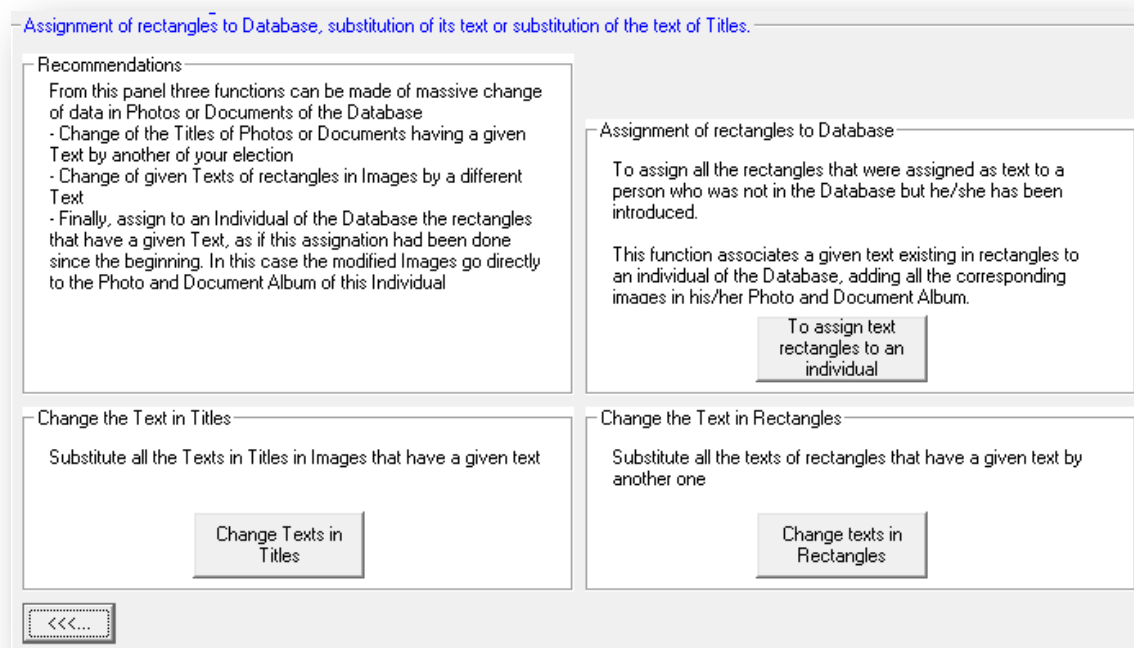 Assignment of rectangles to Database, substitution of its text or substitution of the text of Titles.
Recommendations
From this panel three functions can be made of massive change
of data in Photos or Documents of the Database
- Change of the Titles of Photos or Documents having a given
Text by another of your election
- Change of given Texts of rectangles in Images by a different
Text
- Finally, assign to an Individual of the Database the rectangles
that have a given Text, as if this assignation had been done
since the beginning. In this case the modified Images go directly
to the Photo and Document Album of this Individual
Assignment of rectangles to Database
To assign all the rectangles that were assigned as text to a
person who was not in the Database but he/she has been
introduced.
This function associates a given text existing in rectangles to
an individual of the Database, adding all the corresponding
images in his/her Photo and Document Album.
To assign text
rectangles to an
individual
Change the Text in Titles
Substitute all the Texts in Titles in Images that have a given text
Change Texts in
Titles
Change the Text in Rectangles
Substitute all the texts of rectangles that have a given text by
another one
Change texts in
Rectangles
<<<...